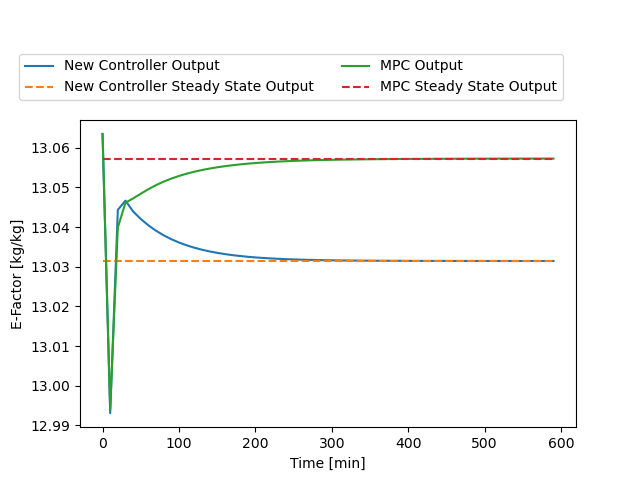 New Controller Output
New Controller Steady State Output
MPC Output
MPC Steady State Output
E-Factor [kg/kg]
13.06
13.05
13.04
13.03
13.02
13.01
13.00
12.99
0 100 200 300 400 500 600
Time [min]